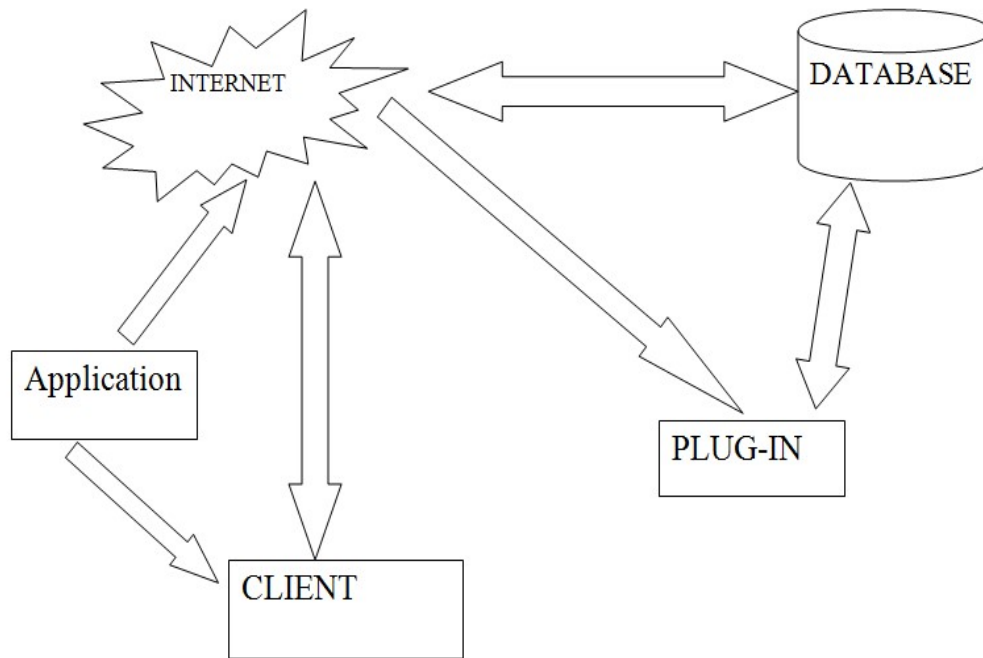 INTERNET
DATABASE
Application
PLUG-IN
CLIENT